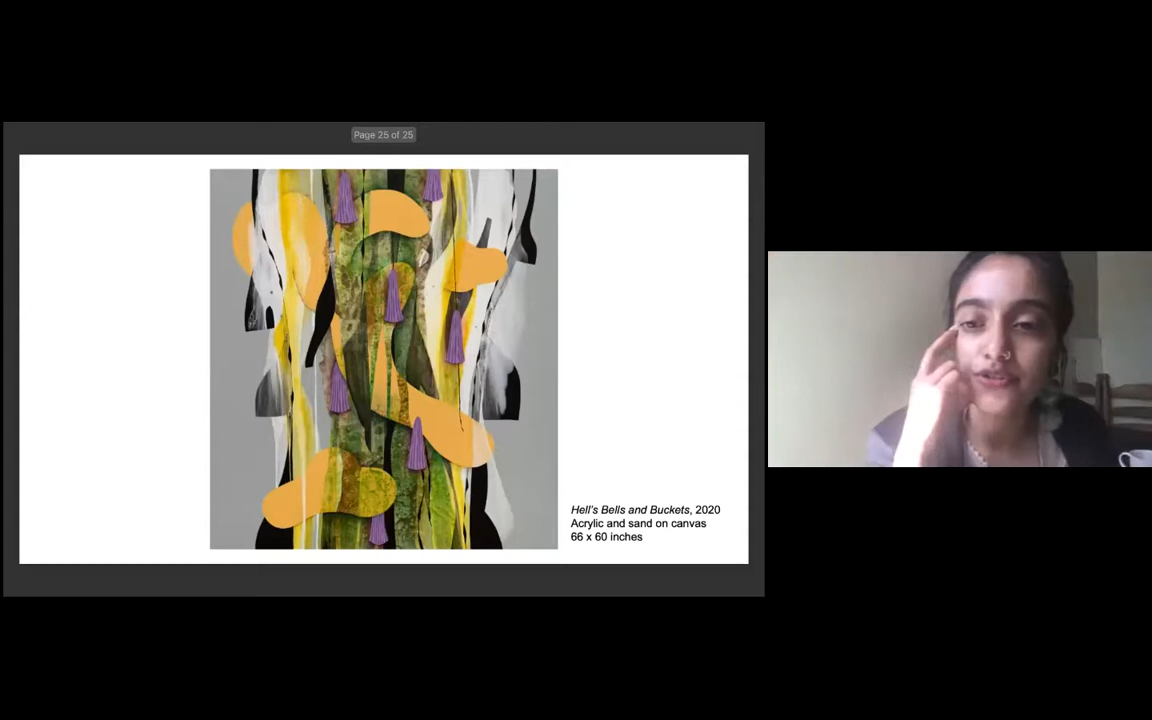 Page 25 of 25
Hell's Bells and Buckets, 2020
Acrylic and sand on canvas
66 x 60 inches